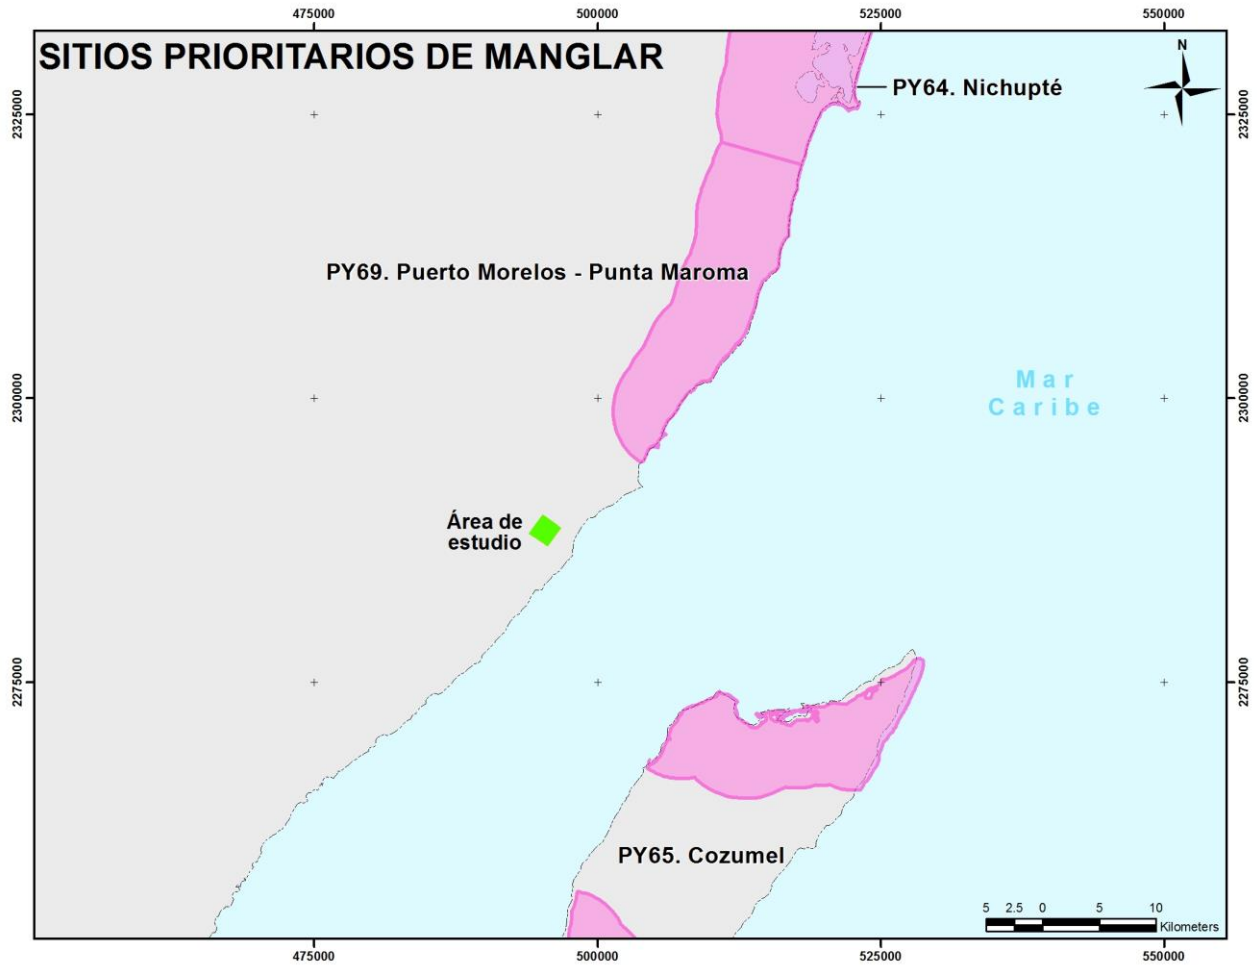 475000 500000 525000 550000
SITIOS PRIORITARIOS DE MANGLAR
N
PY64. Nichupté
2325000 2325000
PY69. Puerto Morelos - Punta Maroma
Mar
Caribe
2300000 2300000
Área de
estudio
2275000 2275000
PY65. Cozumel
5 2.5 0 5 10
Kilometers
475000 500000 525000 550000